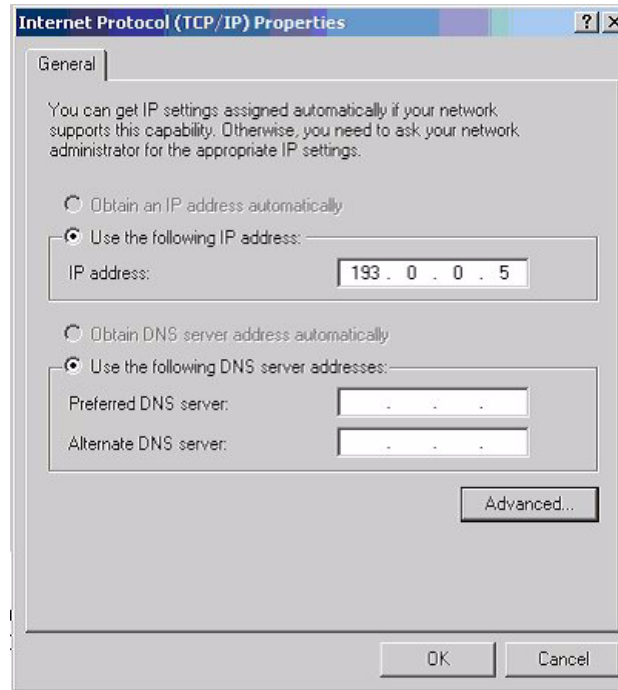 Internet Protocol (TCP/IP) Properties
General
You can get IP settings assigned automatically if your network
supports this capability. Otherwise, you need to ask your network
administrator for the appropriate IP settings.
Obtain an IP address automatically
Use the following IP address:
IP address: 193 . 0 . 0 . 5
Obtain DNS server address automatically
Use the following DNS server addresses:
Preferred DNS server: . . .
Alternate DNS server: . . .
Advanced...
OK Cancel